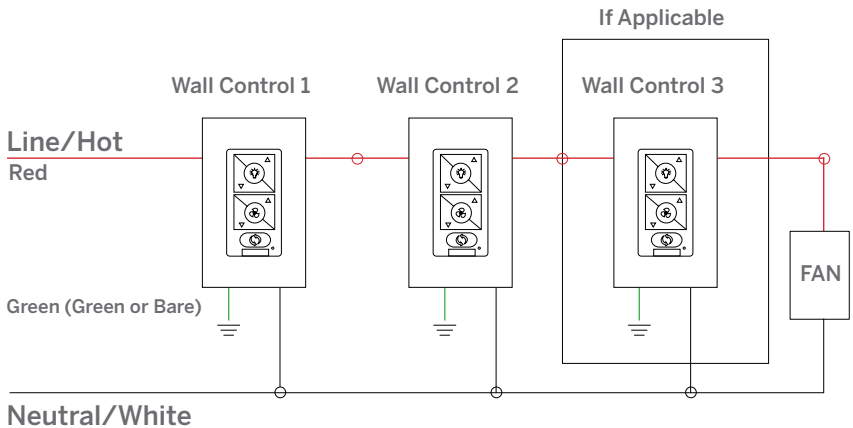 If Applicable
Wall Control 1
Wall Control 2
Wall Control 3
Line/Hot
Red
FAN
Green (Green or Bare)
Neutral/White